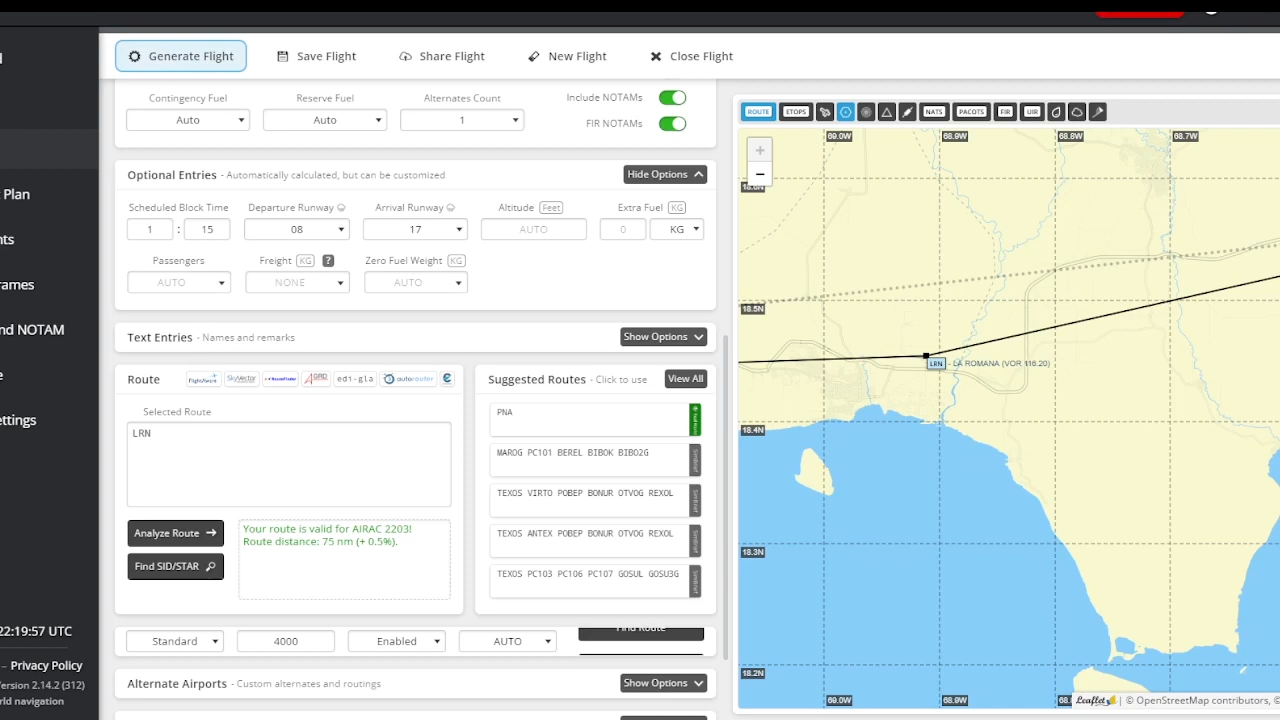 Generate Flight
Save Flight
Share Flight
New Flight
Close Flight
Contingency Fuel
Reserve Fuel
Alternates Count
Include NOTAMs
Auto
Auto
1
FIR NOTAMs
Optional Entries - Automatically calculated, but can be customized
Hide Options
Scheduled Block Time
Departure Runway
Arrival Runway
Altitude Feet
Extra Fuel KG
1 : 15
08
17
AUTO
0
KG
Passengers
Freight KG ?
Zero Fuel Weight KG
AUTO
NONE
AUTO
Text Entries - Names and remarks
Show Options
Route
SkyVector
edi-gla
autorouter
Selected Route
LRN
Analyze Route
Find SID/STAR
Your route is valid for AIRAC 2203!
Route distance: 75 nm (+ 0.5%).
Suggested Routes - Click to use
View All
PNA
MAROG PC101 BEREL BIBOK BIBO2G
TEXOS VIRTO POBEP BONUR OTVOG REXOL
TEXOS ANTEX POBEP BONUR OTVOG REXOL
TEXOS PC103 PC106 PC107 GOSUL GOSU3G
Standard
4000
Enabled
AUTO
Find Route
Alternate Airports - Custom alternates and routings
Show Options
Plan
nts
rames
nd NOTAM
e
ettings
22:19:57 UTC
– Privacy Policy
ersion 2.14.2 (312)
rld navigation
ROUTE
ETOPS
NATS
PACOTS
FIR
UIR
+
−
69.0W
68.9W
68.8W
68.7W
18.6N
18.5N
LRN - LA ROMANA (VOR 116.20)
18.4N
18.3N
18.2N
69.0W
68.9W
68.
Leaflet | © OpenStreetMap contributors, ©